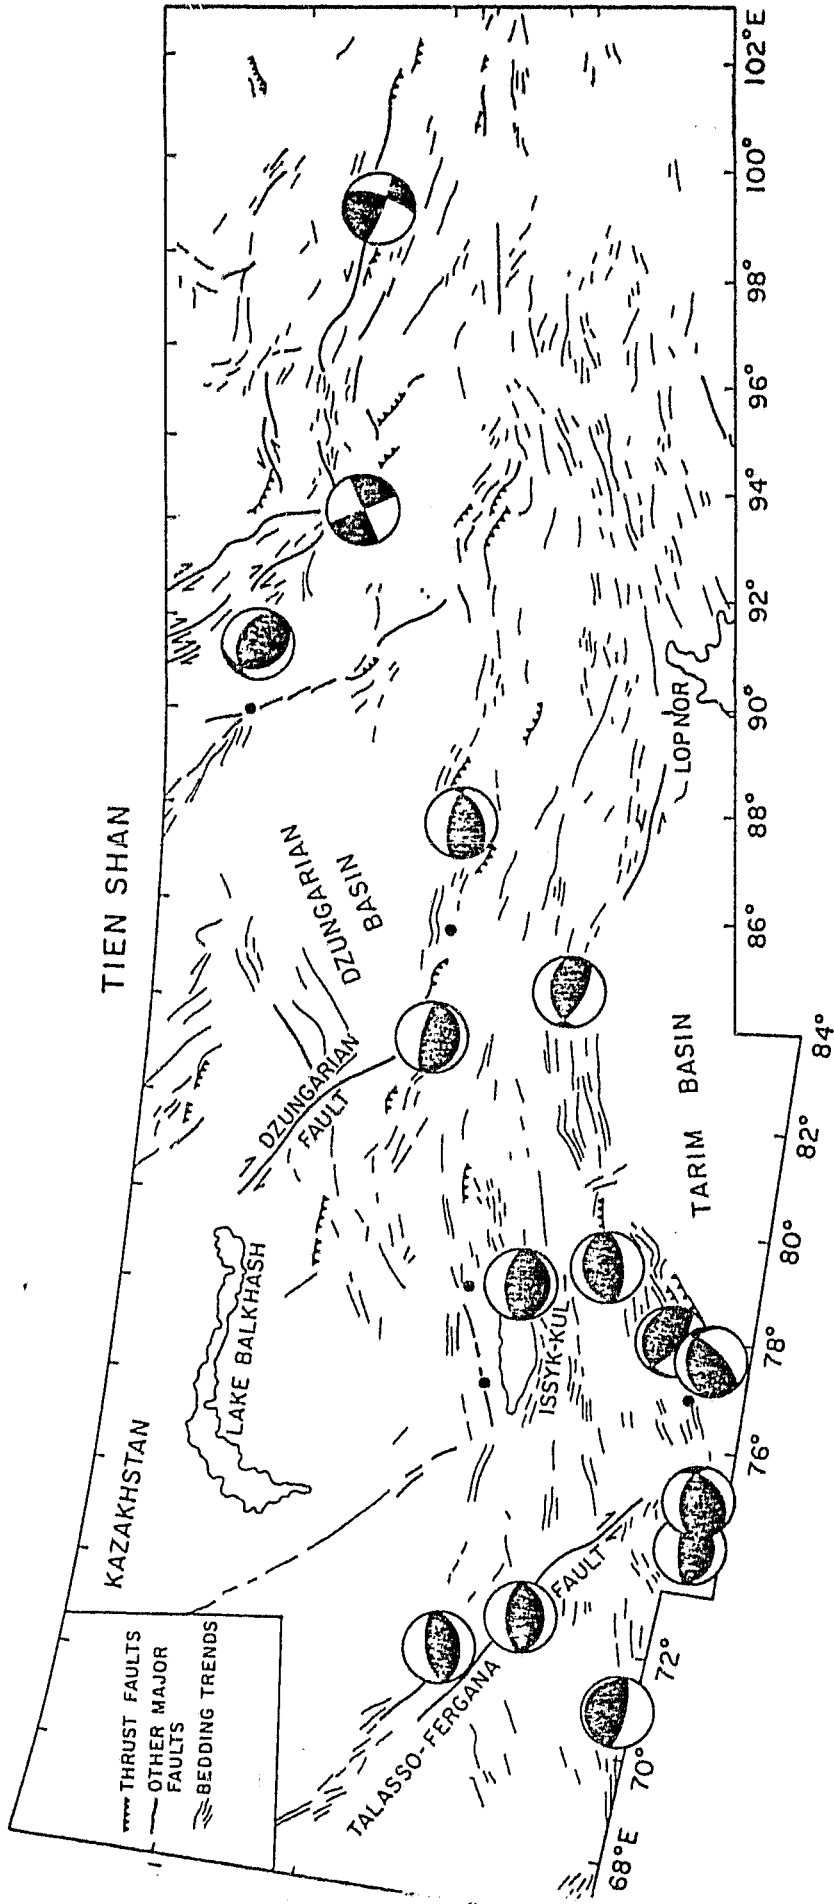 TIEN SHAN
KAZAKHSTAN
THRUST FAULTS
OTHER MAJOR
FAULTS
BEDDING TRENDS
LAKE BALKHASH
DZUNGARIAN
FAULT
DZUNGARIAN
BASIN
TALASSO-FERGANA
FAULT
ISSYK-KUL
TARIM BASIN
LOPNOR
68°E
70°
72°
76°
78°
80°
82°
84°
86°
88°
90°
92°
94°
96°
98°
100°
102°E